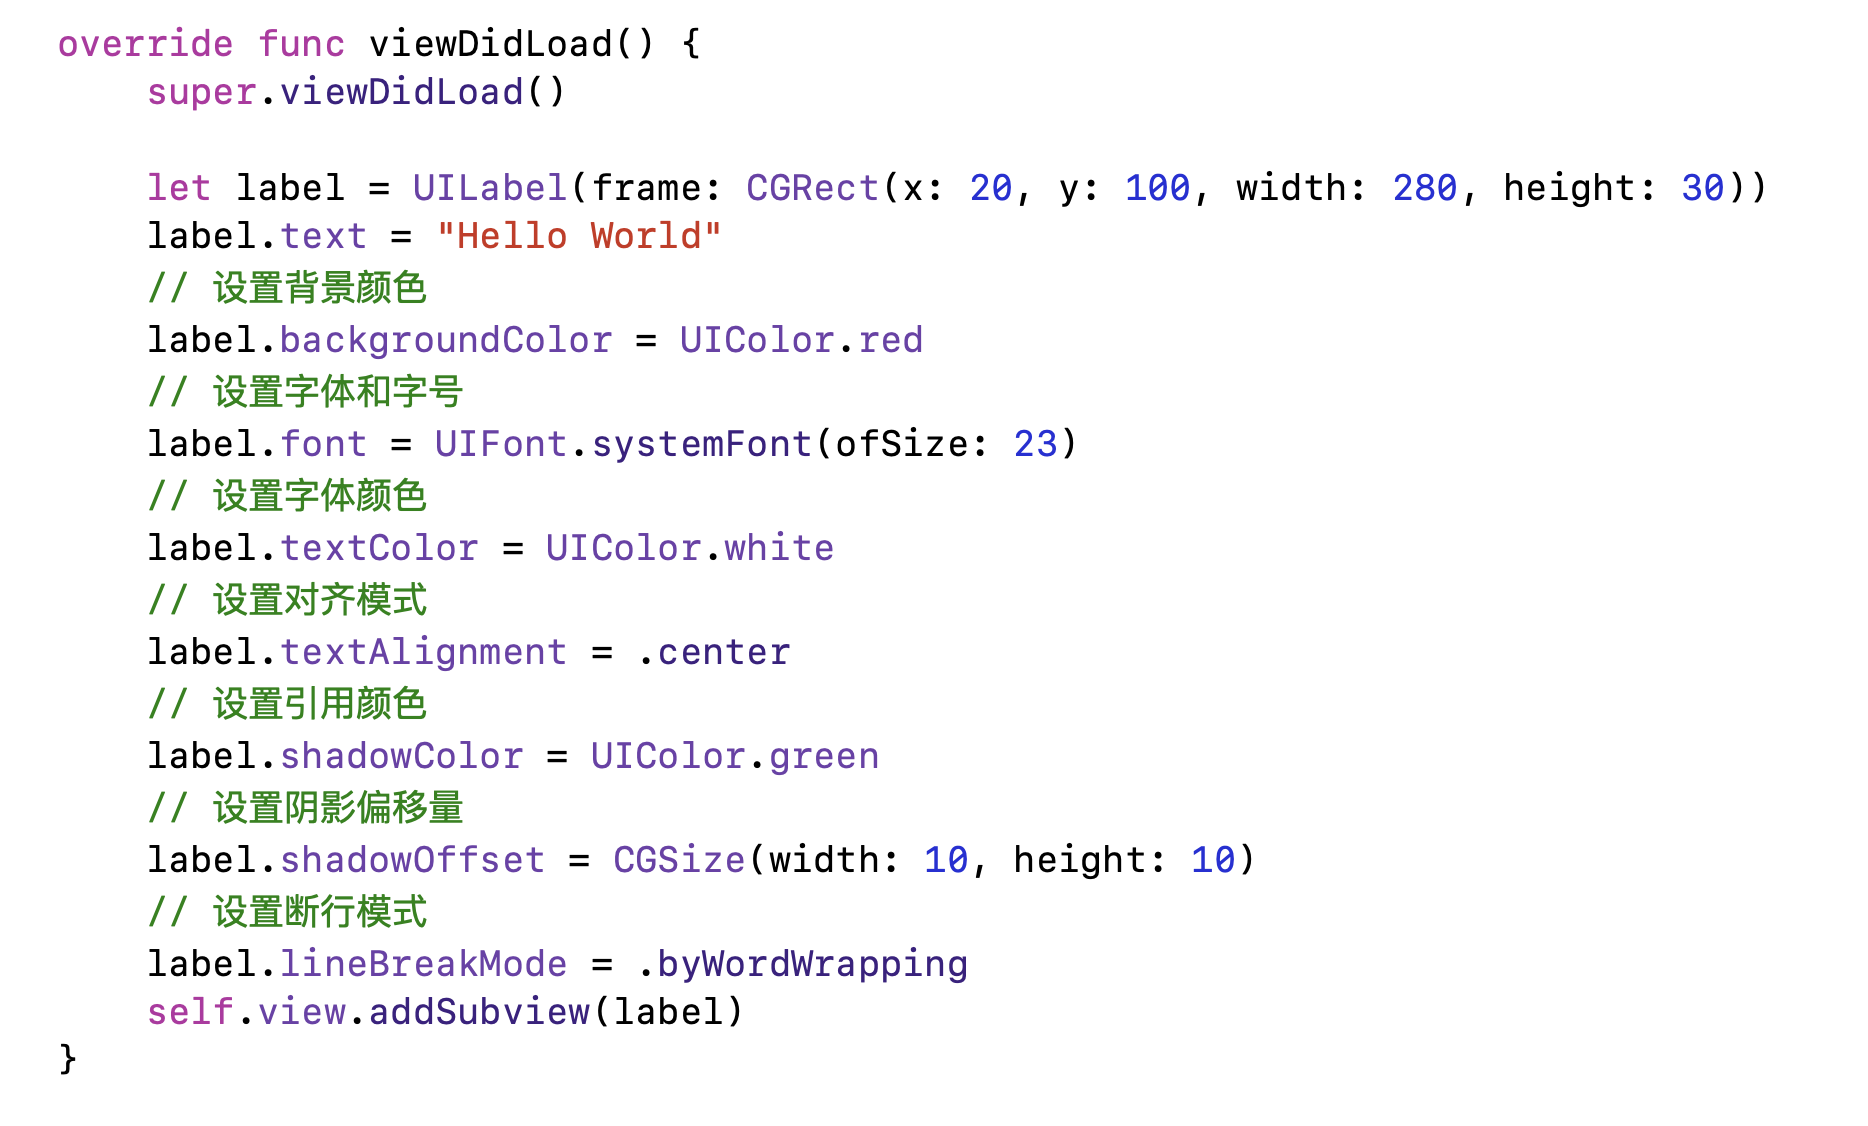 override func viewDidLoad() {
    super.viewDidLoad()

    let label = UILabel(frame: CGRect(x: 20, y: 100, width: 280, height: 30))
    label.text = "Hello World"
    // 设置背景颜色
    label.backgroundColor = UIColor.red
    // 设置字体和字号
    label.font = UIFont.systemFont(ofSize: 23)
    // 设置字体颜色
    label.textColor = UIColor.white
    // 设置对齐模式
    label.textAlignment = .center
    // 设置引用颜色
    label.shadowColor = UIColor.green
    // 设置阴影偏移量
    label.shadowOffset = CGSize(width: 10, height: 10)
    // 设置断行模式
    label.lineBreakMode = .byWordWrapping
    self.view.addSubview(label)
}